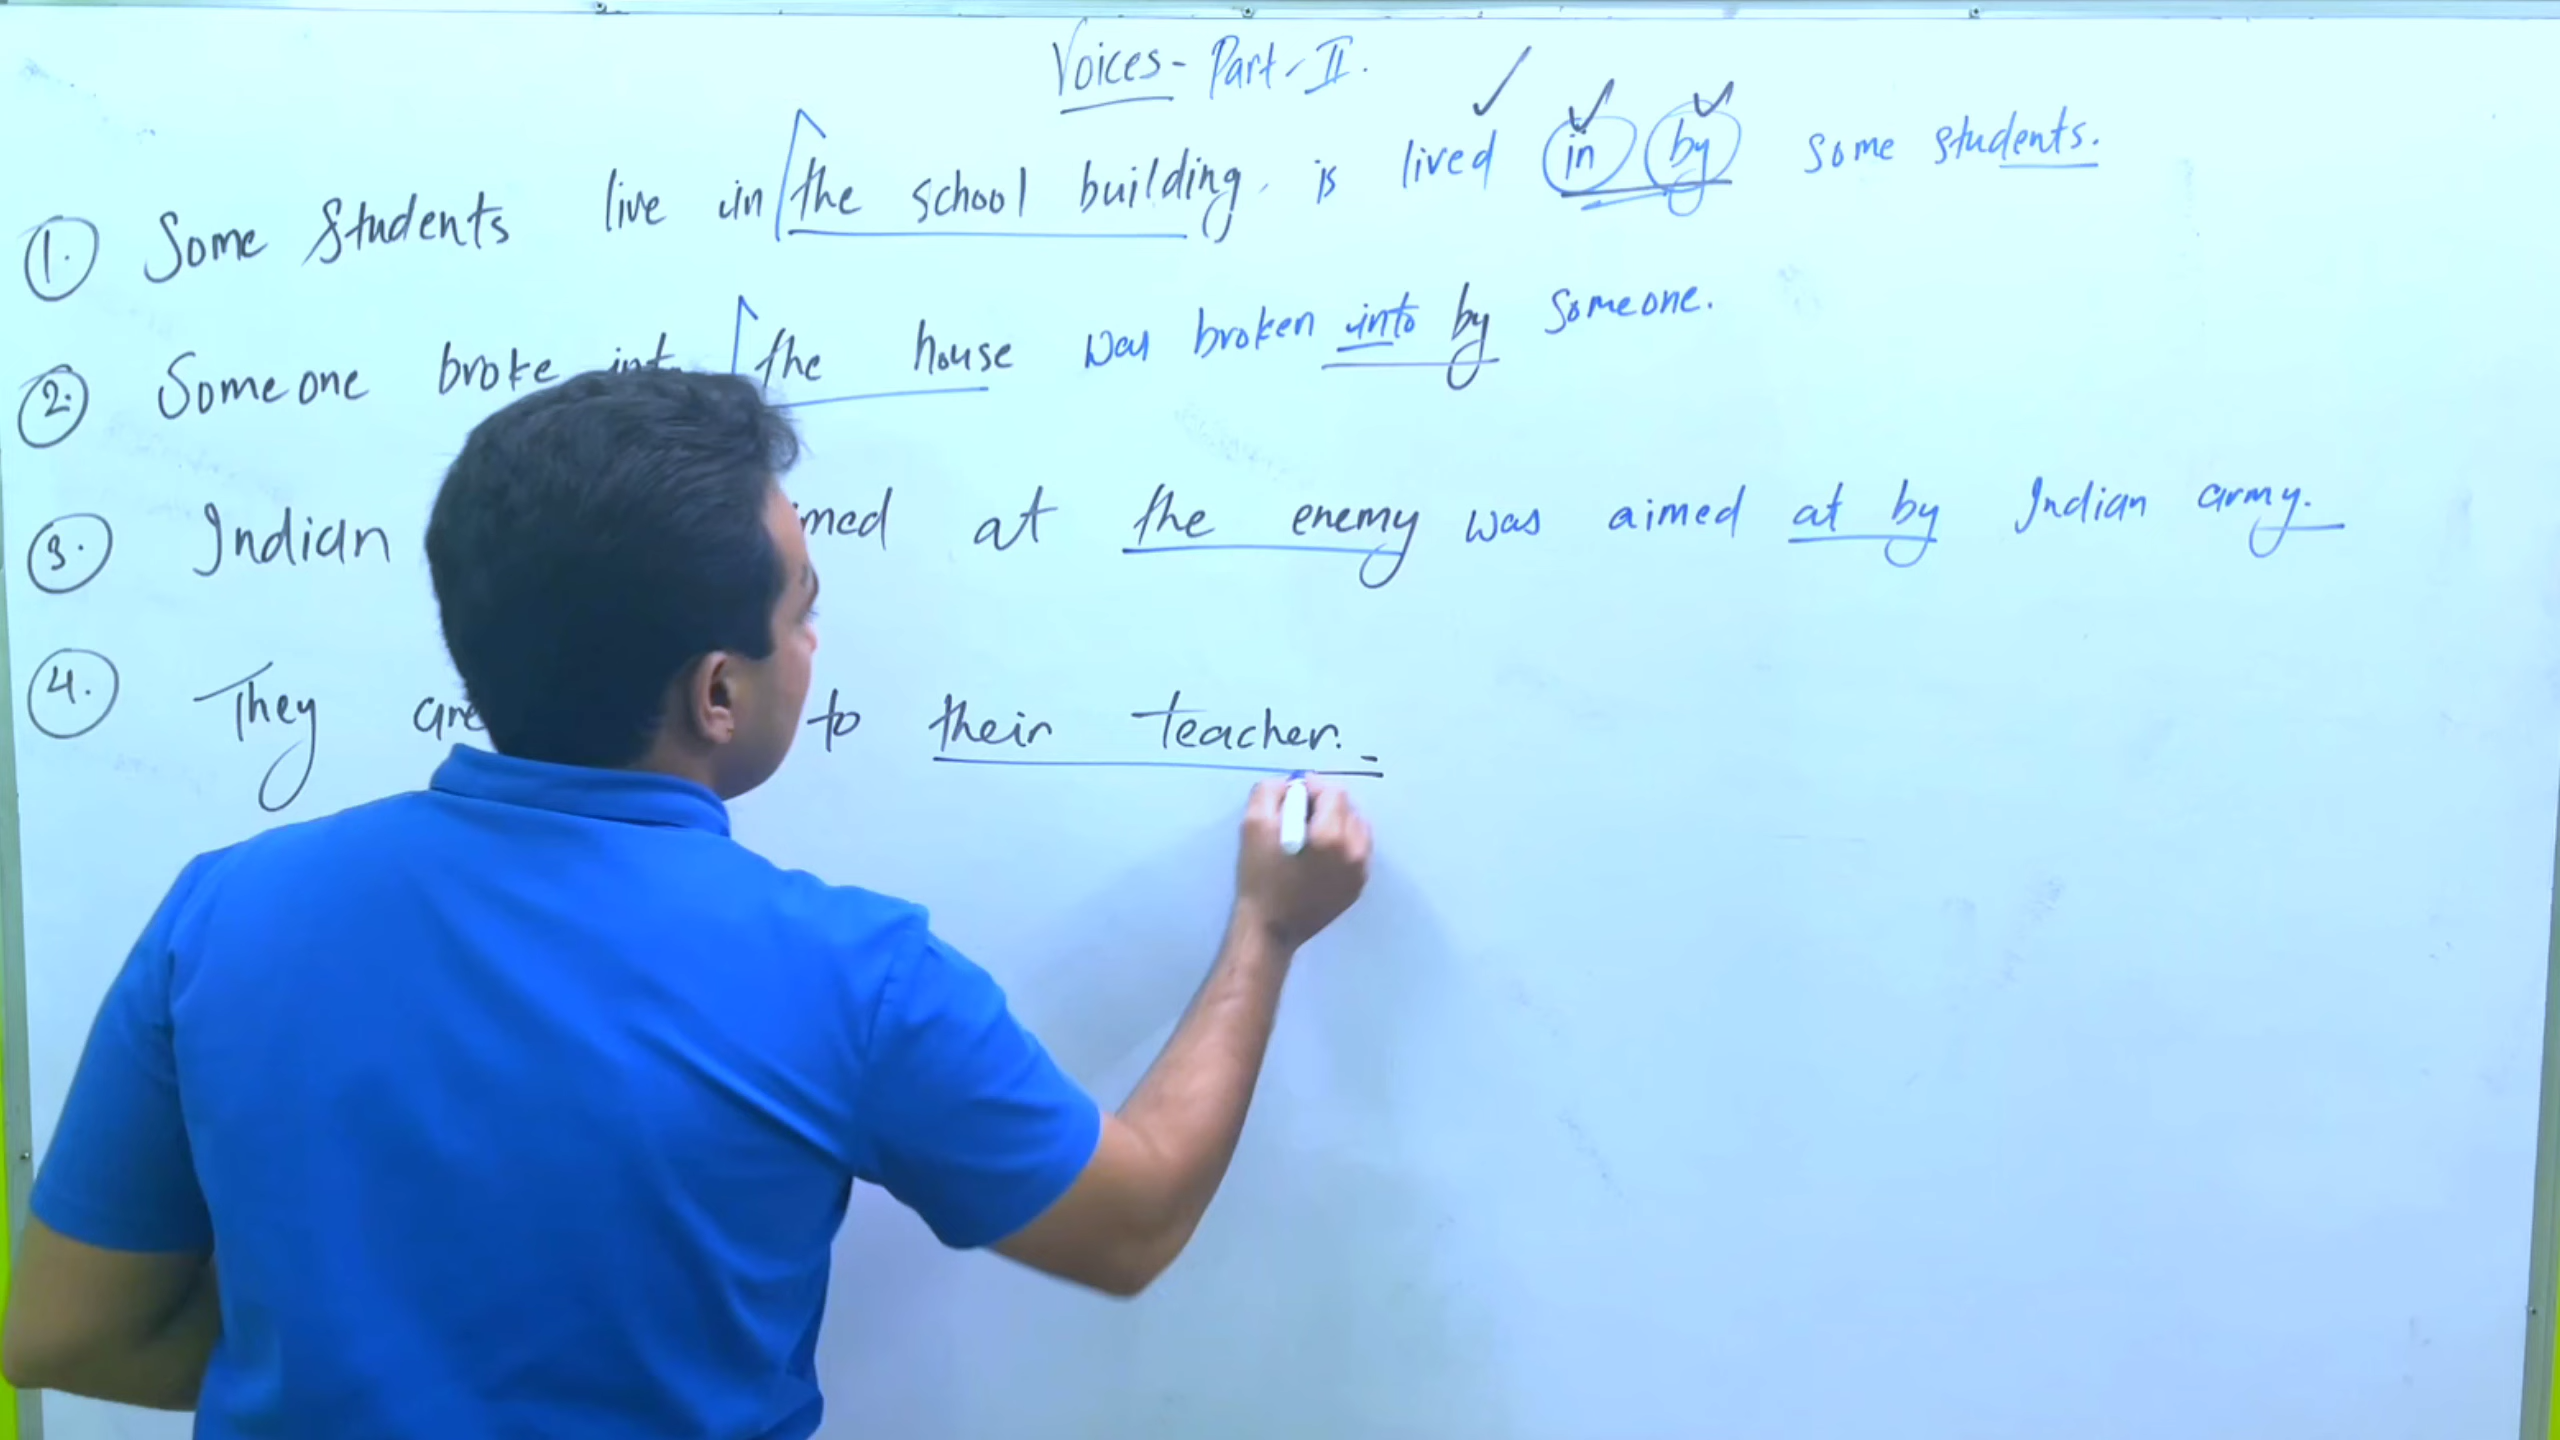 Voices - Part - II.
1. Some students live in the school building. is lived in by some students.
2. Someone broke into the house was broken into by someone.
3. Indian med at the enemy was aimed at by Indian army.
4. They are to their teacher.